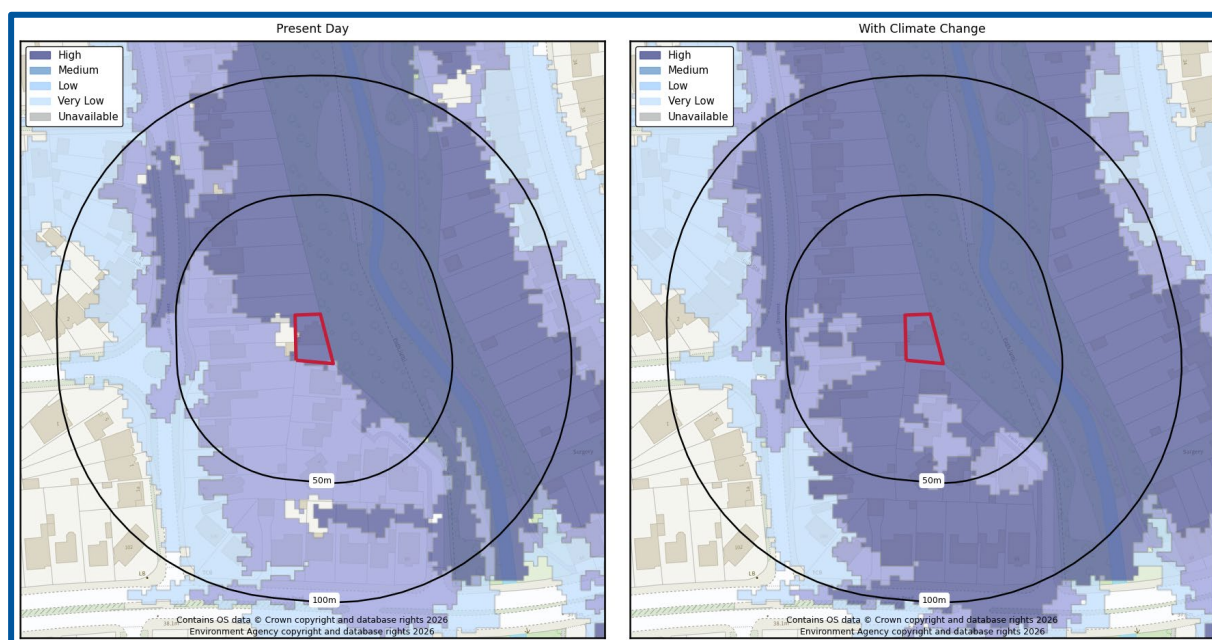 Present Day
High
Medium
Low
Very Low
Unavailable
50m
100m
LB
Contains OS data © Crown copyright and database rights 2026
Environment Agency copyright and database rights 2026
With Climate Change
High
Medium
Low
Very Low
Unavailable
50m
100m
LB
Contains OS data © Crown copyright and database rights 2026
Environment Agency copyright and database rights 2026